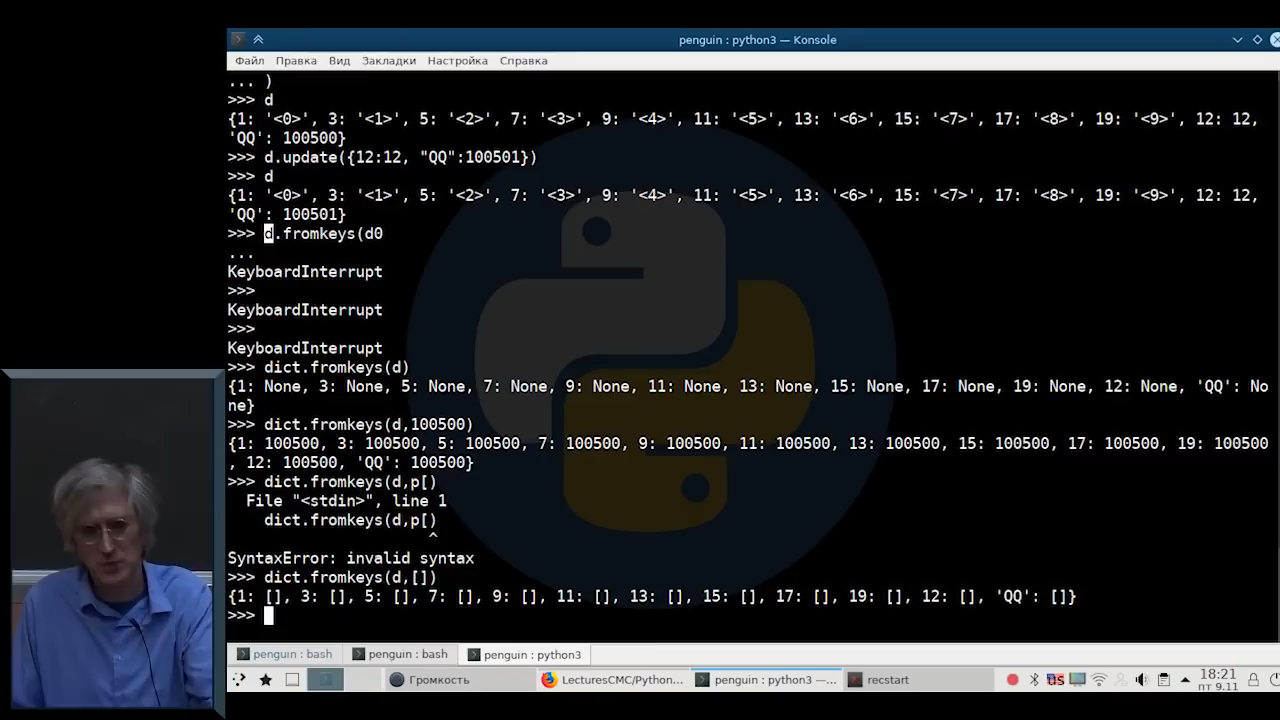 penguin : python3 — Konsole
Файл Правка Вид Закладки Настройка Справка
... )
>>> d
{1: '<0>', 3: '<1>', 5: '<2>', 7: '<3>', 9: '<4>', 11: '<5>', 13: '<6>', 15: '<7>', 17: '<8>', 19: '<9>', 12: 12,
'QQ': 100500}
>>> d.update({12:12, "QQ":100501})
>>> d
{1: '<0>', 3: '<1>', 5: '<2>', 7: '<3>', 9: '<4>', 11: '<5>', 13: '<6>', 15: '<7>', 17: '<8>', 19: '<9>', 12: 12,
'QQ': 100501}
>>> d.fromkeys(d0
...
KeyboardInterrupt
>>>
KeyboardInterrupt
>>>
KeyboardInterrupt
>>> dict.fromkeys(d)
{1: None, 3: None, 5: None, 7: None, 9: None, 11: None, 13: None, 15: None, 17: None, 19: None, 12: None, 'QQ': No
ne}
>>> dict.fromkeys(d,100500)
{1: 100500, 3: 100500, 5: 100500, 7: 100500, 9: 100500, 11: 100500, 13: 100500, 15: 100500, 17: 100500, 19: 100500
, 12: 100500, 'QQ': 100500}
>>> dict.fromkeys(d,p[)
File "<stdin>", line 1
dict.fromkeys(d,p[)
^
SyntaxError: invalid syntax
>>> dict.fromkeys(d,[])
{1: [], 3: [], 5: [], 7: [], 9: [], 11: [], 13: [], 15: [], 17: [], 19: [], 12: [], 'QQ': []}
>>>
penguin : bash penguin : bash penguin : python3
Громкость LecturesCMC/Python... penguin : python3 —... recstart us 18:21
пт 9.11